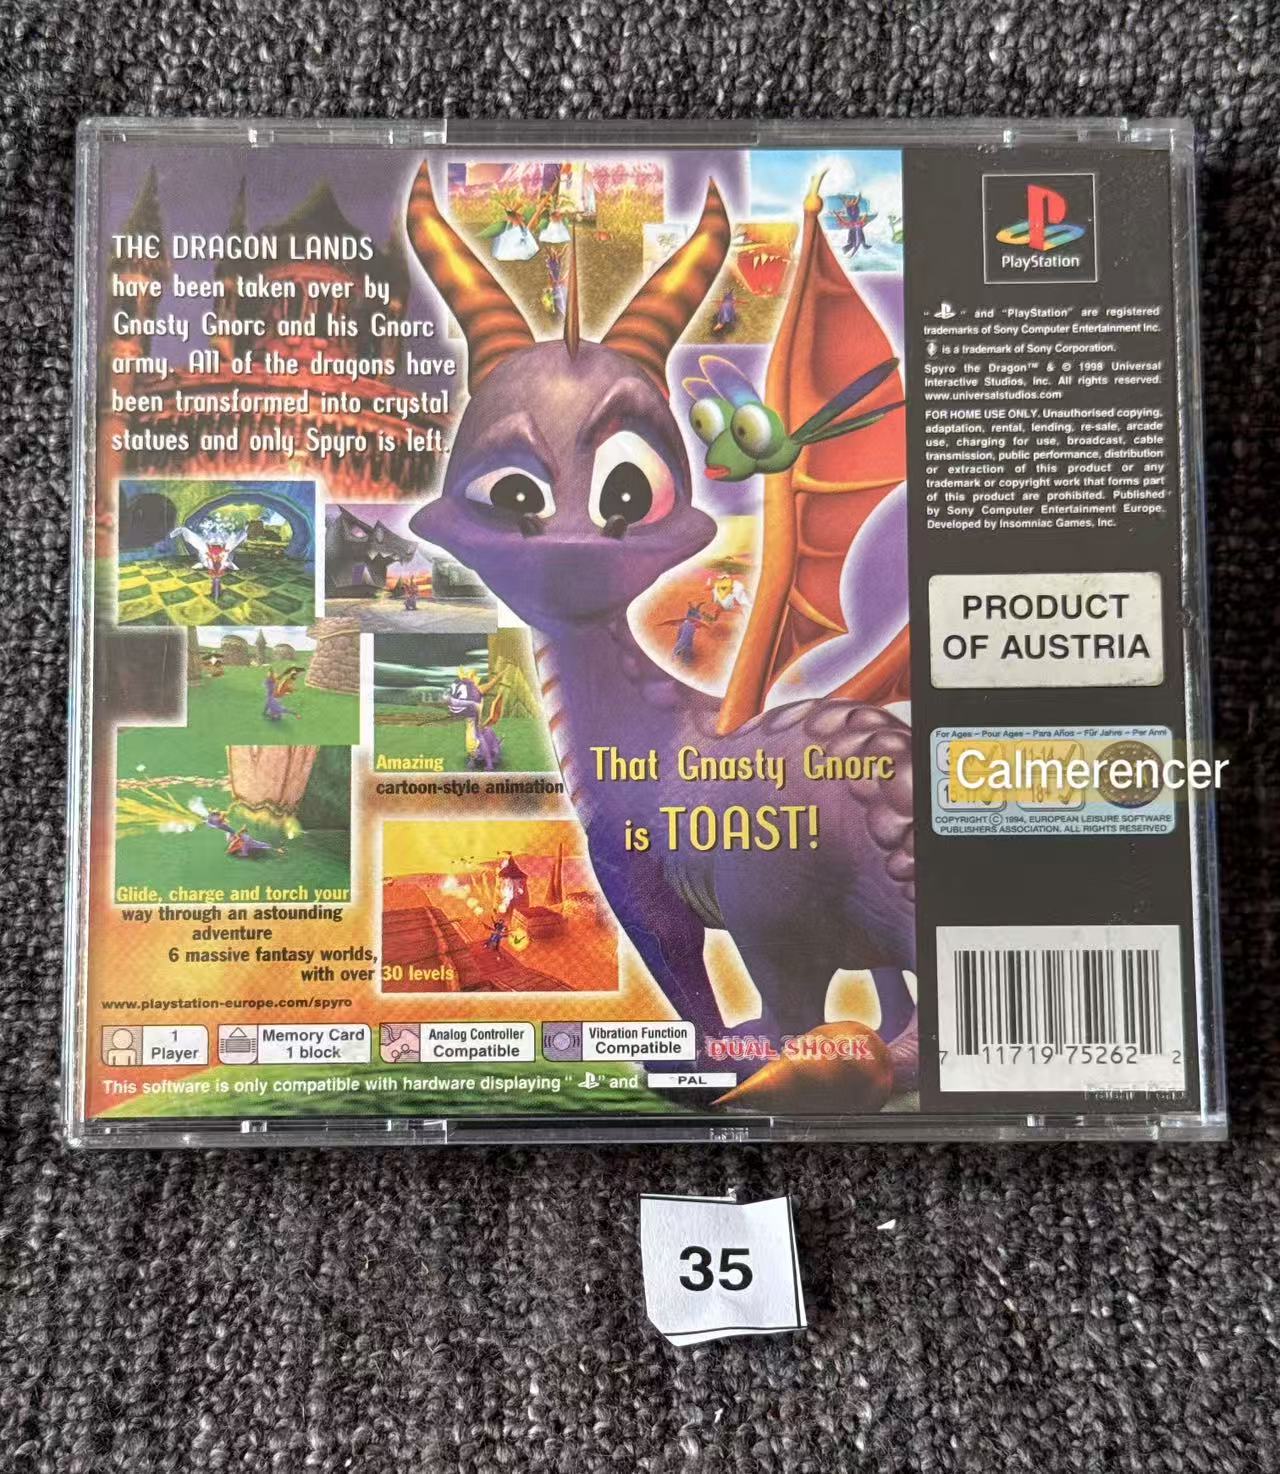 THE DRAGON LANDS
have been taken over by
Gnasty Gnorc and his Gnorc
army. All of the dragons have
been transformed into crystal
statues and only Spyro is left.
Amazing
cartoon-style animation
That Gnasty Gnorc
is TOAST!
Glide, charge and torch your
way through an astounding
adventure
6 massive fantasy worlds,
with over 30 levels
www.playstation-europe.com/spyro
1
Player
Memory Card
1 block
Analog Controller
Compatible
Vibration Function
Compatible
DUAL SHOCK
This software is only compatible with hardware displaying " " and PAL
PlayStation
" " and "PlayStation" are registered
trademarks of Sony Computer Entertainment Inc.
is a trademark of Sony Corporation.
Spyro the Dragon™ & © 1998 Universal
Interactive Studios, Inc. All rights reserved.
www.universalstudios.com
FOR HOME USE ONLY. Unauthorised copying,
adaptation, rental, lending, re-sale, arcade
use, charging for use, broadcast, cable
transmission, public performance, distribution
or extraction of this product or any
trademark or copyright work that forms part
of this product are prohibited. Published
by Sony Computer Entertainment Europe.
Developed by Insomniac Games, Inc.
PRODUCT
OF AUSTRIA
For Ages - Pour Ages - Para Años - Für Jahre - Per Anni
Calmerencer
COPYRIGHT © 1994, EUROPEAN LEISURE SOFTWARE
PUBLISHERS ASSOCIATION. ALL RIGHTS RESERVED
7 11719 75262 2
35